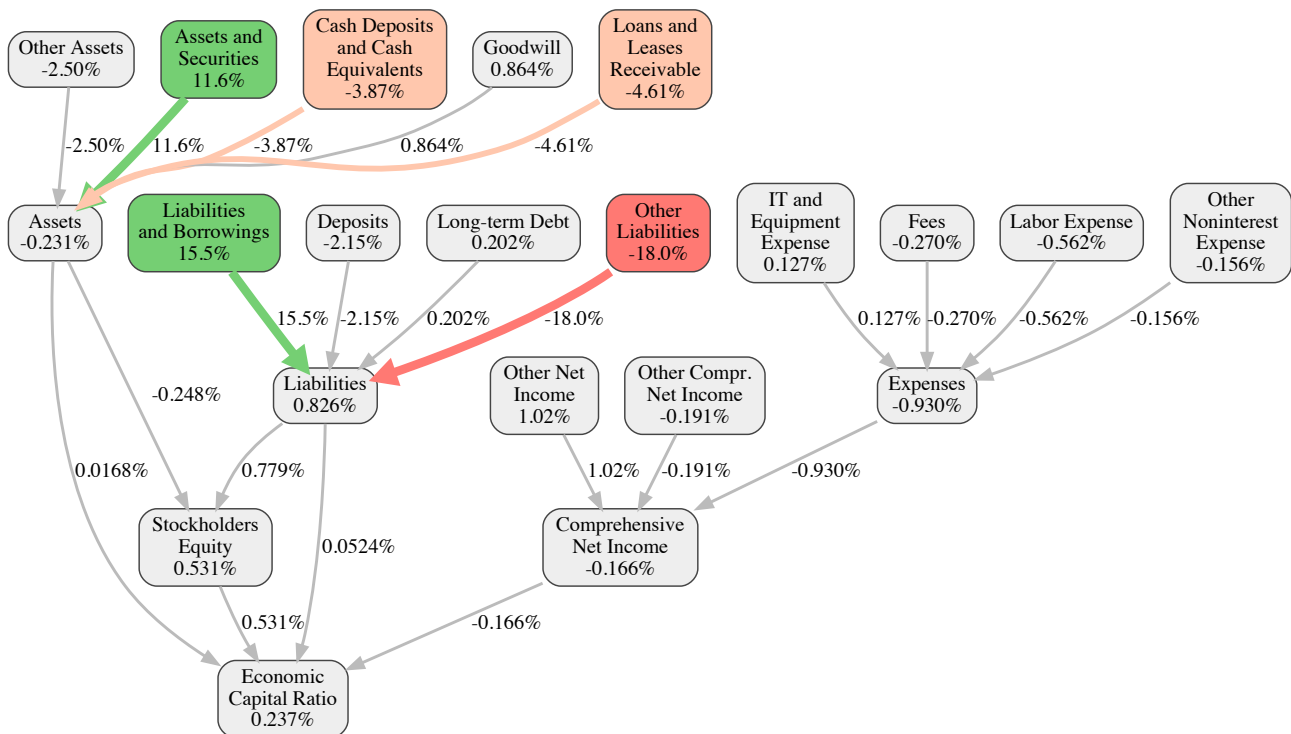 Other Assets
-2.50%
Assets and
Securities
11.6%
Cash Deposits
and Cash
Equivalents
-3.87%
Goodwill
0.864%
Loans and
Leases
Receivable
-4.61%
-2.50%
11.6%
-3.87%
0.864%
-4.61%
Assets
-0.231%
Liabilities
and Borrowings
15.5%
Deposits
-2.15%
Long-term Debt
0.202%
Other
Liabilities
-18.0%
IT and
Equipment
Expense
0.127%
Fees
-0.270%
Labor Expense
-0.562%
Other
Noninterest
Expense
-0.156%
15.5%
-2.15%
0.202%
-18.0%
0.127%
-0.270%
-0.562%
-0.156%
-0.248%
Liabilities
0.826%
Other Net
Income
1.02%
Other Compr.
Net Income
-0.191%
Expenses
-0.930%
0.0168%
0.779%
1.02%
-0.191%
-0.930%
Stockholders
Equity
0.531%
0.0524%
Comprehensive
Net Income
-0.166%
0.531%
-0.166%
Economic
Capital Ratio
0.237%